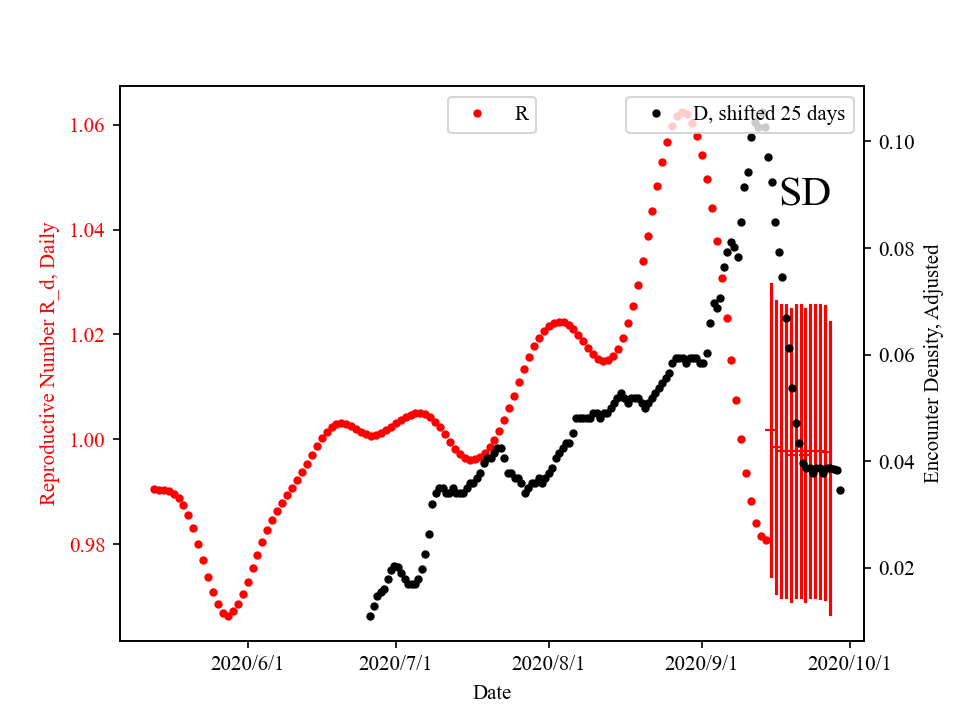 R
D, shifted 25 days
SD
Reproductive Number R_d, Daily
1.06
1.04
1.02
1.00
0.98
0.10
0.08
0.06
0.04
0.02
Encounter Density, Adjusted
2020/6/1
2020/7/1
2020/8/1
2020/9/1
2020/10/1
Date